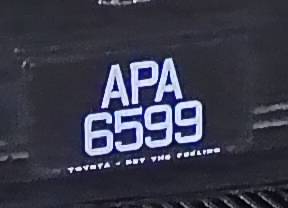 APA
6599
TOYOTA - GET THE FEELING